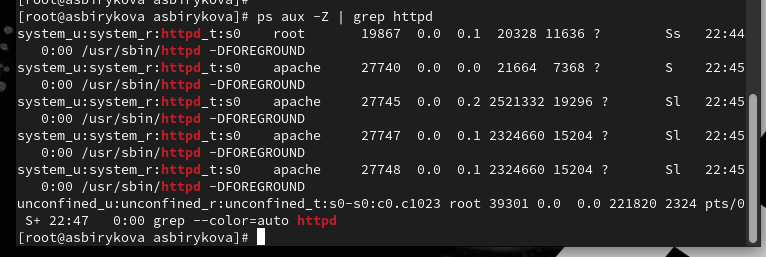 [root@asbirykova asbirykova]#
[root@asbirykova asbirykova]# ps aux -Z | grep httpd
system_u:system_r:httpd_t:s0    root       19867  0.0  0.1  20328 11636 ?        Ss   22:44
   0:00 /usr/sbin/httpd -DFOREGROUND
system_u:system_r:httpd_t:s0    apache     27740  0.0  0.0  21664  7368 ?        S    22:45
   0:00 /usr/sbin/httpd -DFOREGROUND
system_u:system_r:httpd_t:s0    apache     27745  0.0  0.2 2521332 19296 ?       Sl   22:45
   0:00 /usr/sbin/httpd -DFOREGROUND
system_u:system_r:httpd_t:s0    apache     27747  0.0  0.1 2324660 15204 ?       Sl   22:45
   0:00 /usr/sbin/httpd -DFOREGROUND
system_u:system_r:httpd_t:s0    apache     27748  0.0  0.1 2324660 15204 ?       Sl   22:45
   0:00 /usr/sbin/httpd -DFOREGROUND
unconfined_u:unconfined_r:unconfined_t:s0-s0:c0.c1023 root 39301 0.0  0.0 221820 2324 pts/0
 S+ 22:47   0:00 grep --color=auto httpd
[root@asbirykova asbirykova]#